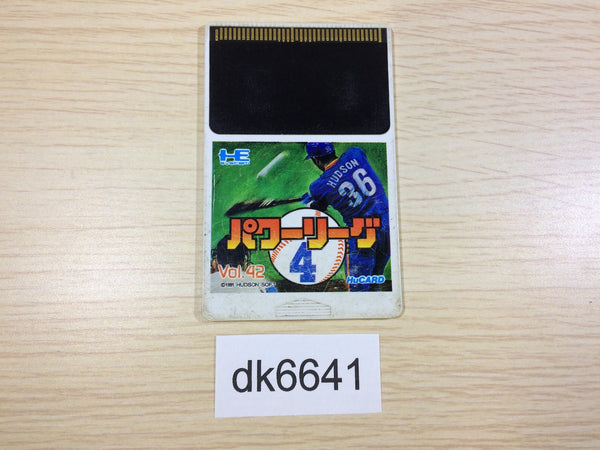 HE
HUDSON
36
パワーリーグ
4
Vol.42
©1991 HUDSON SOFT
HuCARD
dk6641